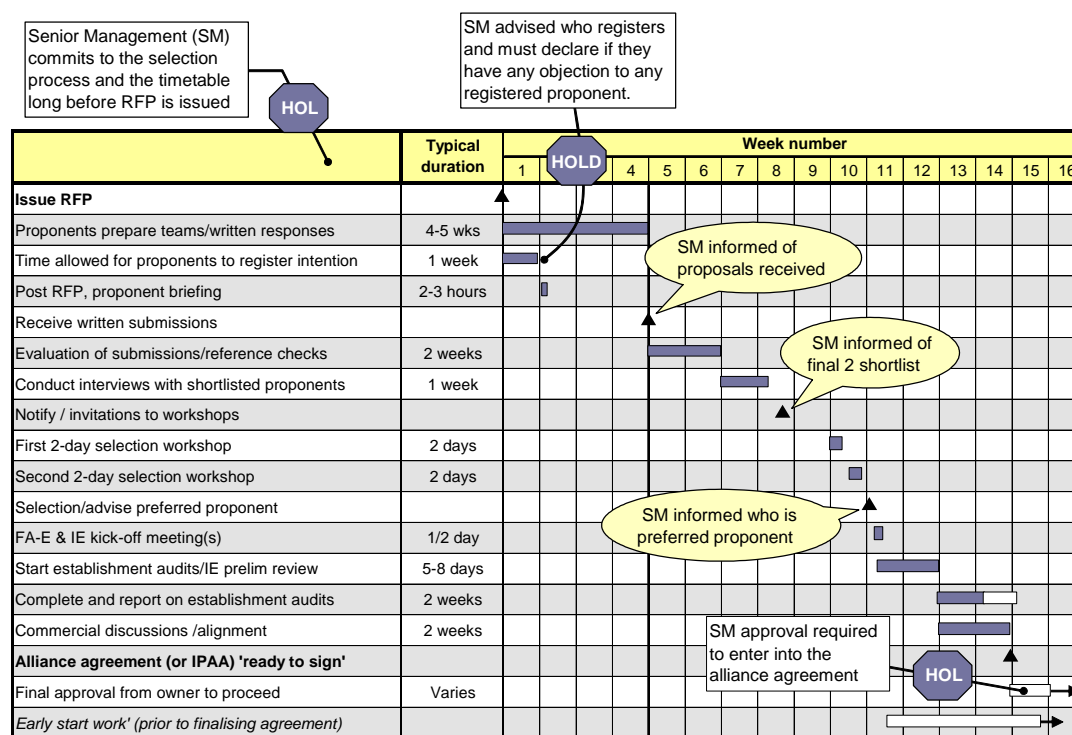 Senior Management (SM)
commits to the selection
process and the timetable
long before RFP is issued
HOL
SM advised who registers
and must declare if they
have any objection to any
registered proponent.
HOLD
Typical
duration
Week number
1 4 5 6 7 8 9 10 11 12 13 14 15 16
Issue RFP
Proponents prepare teams/written responses 4-5 wks
Time allowed for proponents to register intention 1 week
SM informed of
proposals received
Post RFP, proponent briefing 2-3 hours
Receive written submissions
Evaluation of submissions/reference checks 2 weeks
SM informed of
final 2 shortlist
Conduct interviews with shortlisted proponents 1 week
Notify / invitations to workshops
First 2-day selection workshop 2 days
Second 2-day selection workshop 2 days
Selection/advise preferred proponent
SM informed who is
preferred proponent
FA-E & IE kick-off meeting(s) 1/2 day
Start establishment audits/IE prelim review 5-8 days
Complete and report on establishment audits 2 weeks
Commercial discussions /alignment 2 weeks
SM approval required
to enter into the
alliance agreement
HOL
Alliance agreement (or IPAA) 'ready to sign'
Final approval from owner to proceed Varies
Early start work' (prior to finalising agreement)